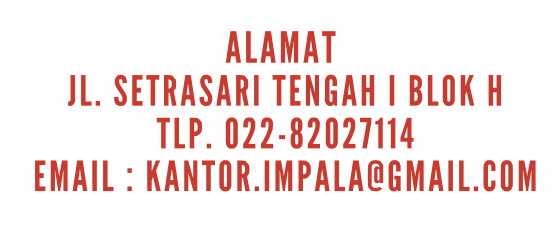 ALAMAT
JL. SETRASARI TENGAH I BLOK H
TLP. 022-82027114
EMAIL : KANTOR.IMPALA@GMAIL.COM